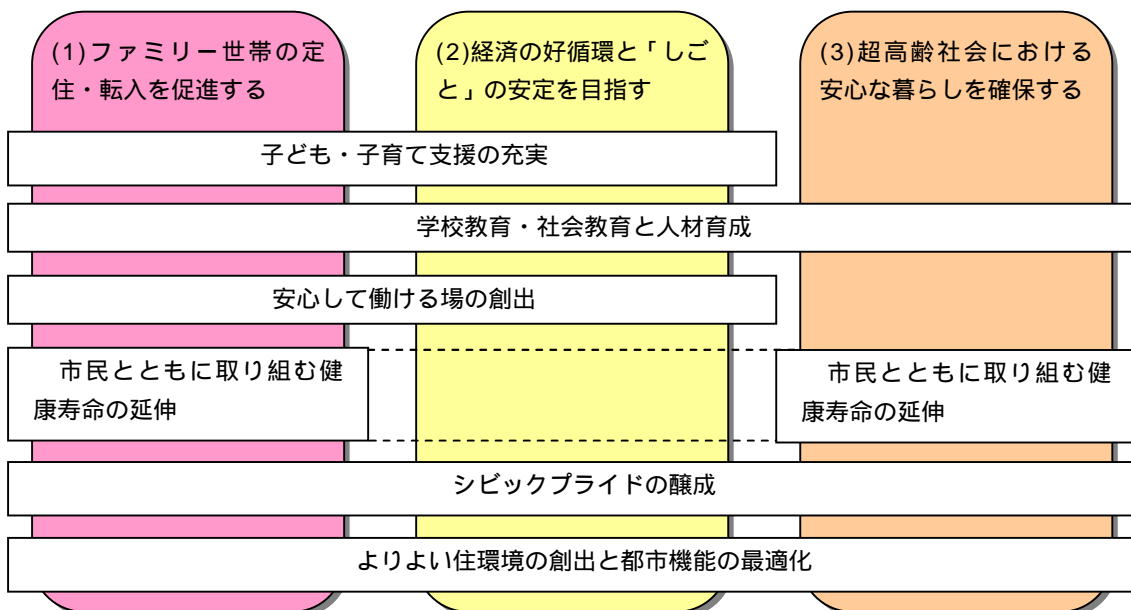 (1)ファミリー世帯の定
住・転入を促進する
(2)経済の好循環と「しご
と」の安定を目指す
(3)超高齢社会における
安心な暮らしを確保する
子ども・子育て支援の充実
学校教育・社会教育と人材育成
安心して働ける場の創出
市民とともに取り組む健
康寿命の延伸
市民とともに取り組む健
康寿命の延伸
シビックプライドの醸成
よりよい住環境の創出と都市機能の最適化